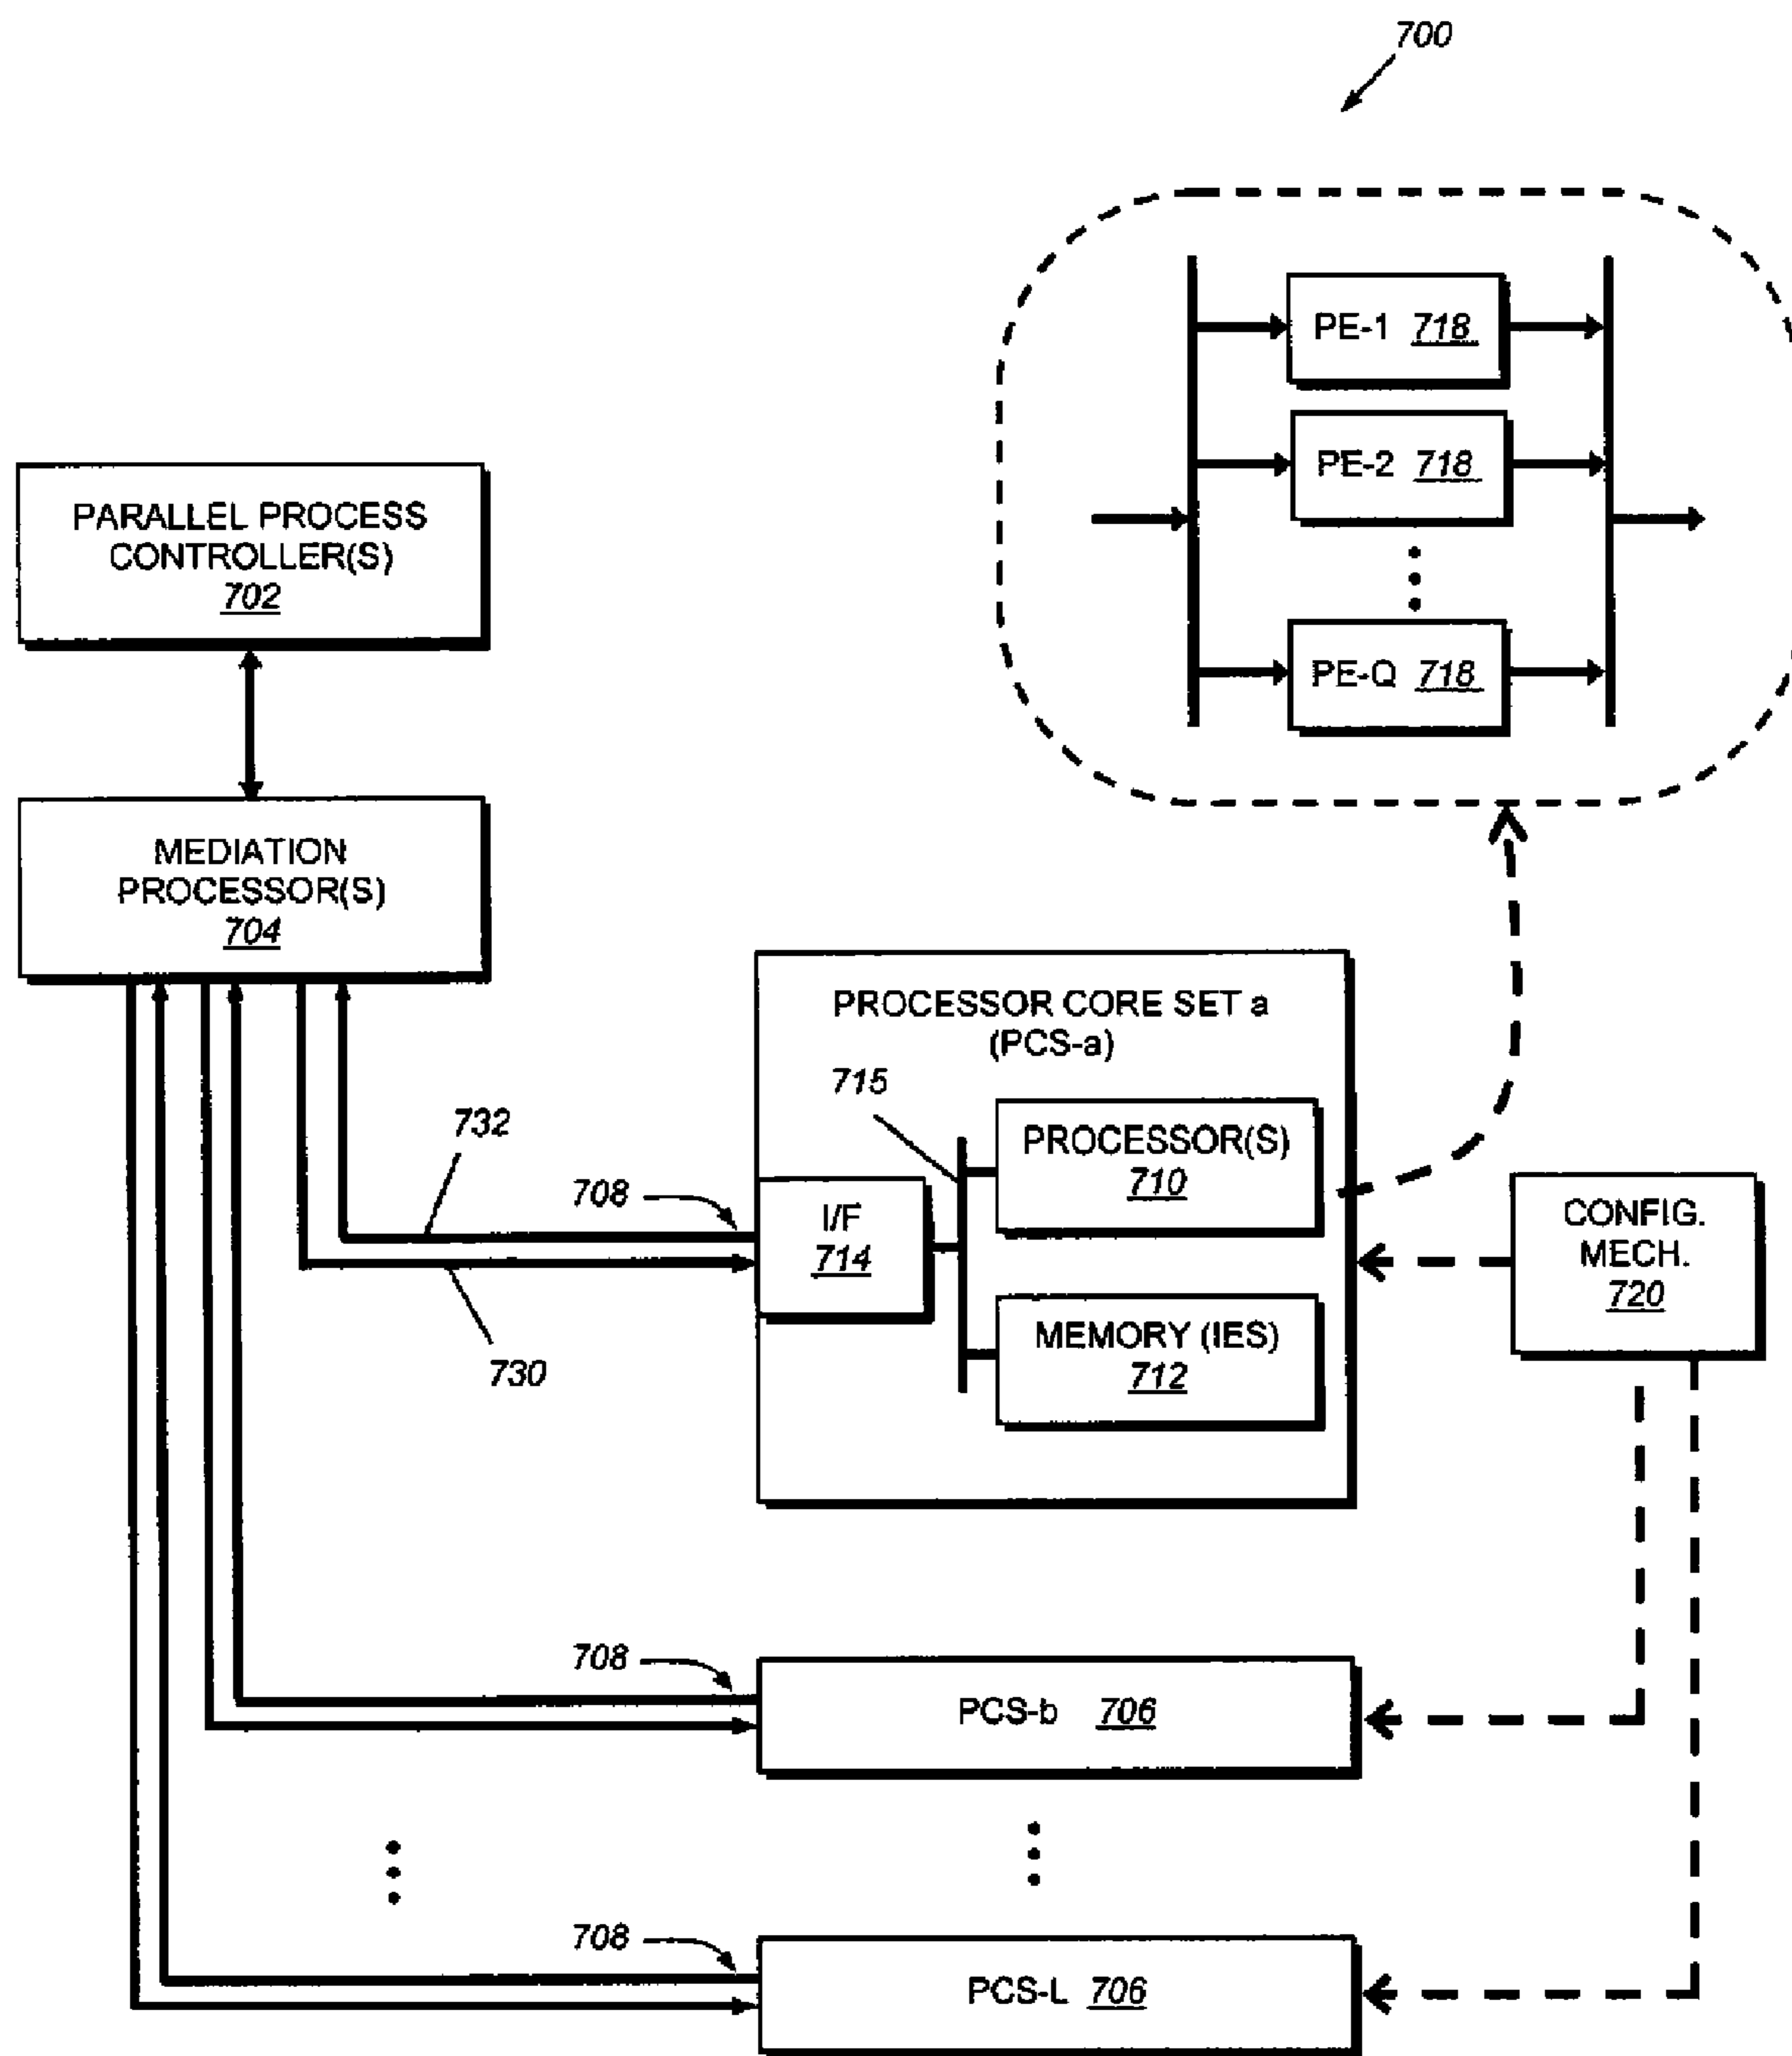 700
PE-1 718
PE-2 718
PE-Q 718
PARALLEL PROCESS
CONTROLLER(S)
702
MEDIATION
PROCESSOR(S)
704
PROCESSOR CORE SET a
(PCS-a)
715
PROCESSOR(S)
710
732
708
I/F
714
730
MEMORY (IES)
712
CONFIG.
MECH.
720
708
PCS-b 706
708
PCS-L 706